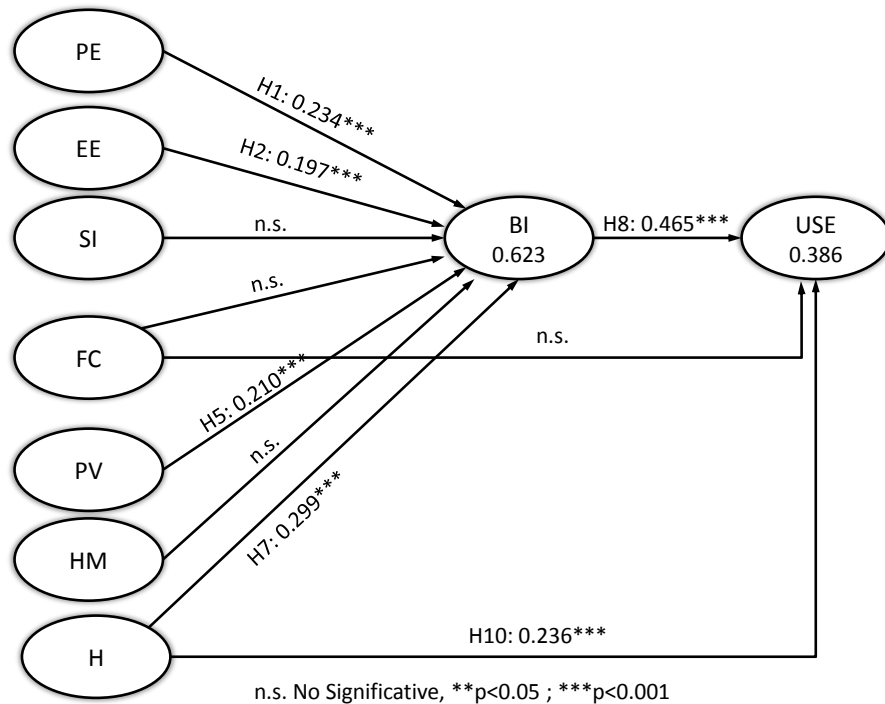 PE
H1: 0.234***
EE
H2: 0.197***
SI
n.s.
BI
0.623
H8: 0.465***
USE
0.386
n.s.
FC
n.s.
H5: 0.210***
PV
n.s.
HM
H7: 0.299***
H
H10: 0.236***
n.s. No Significative, **p<0.05 ; ***p<0.001